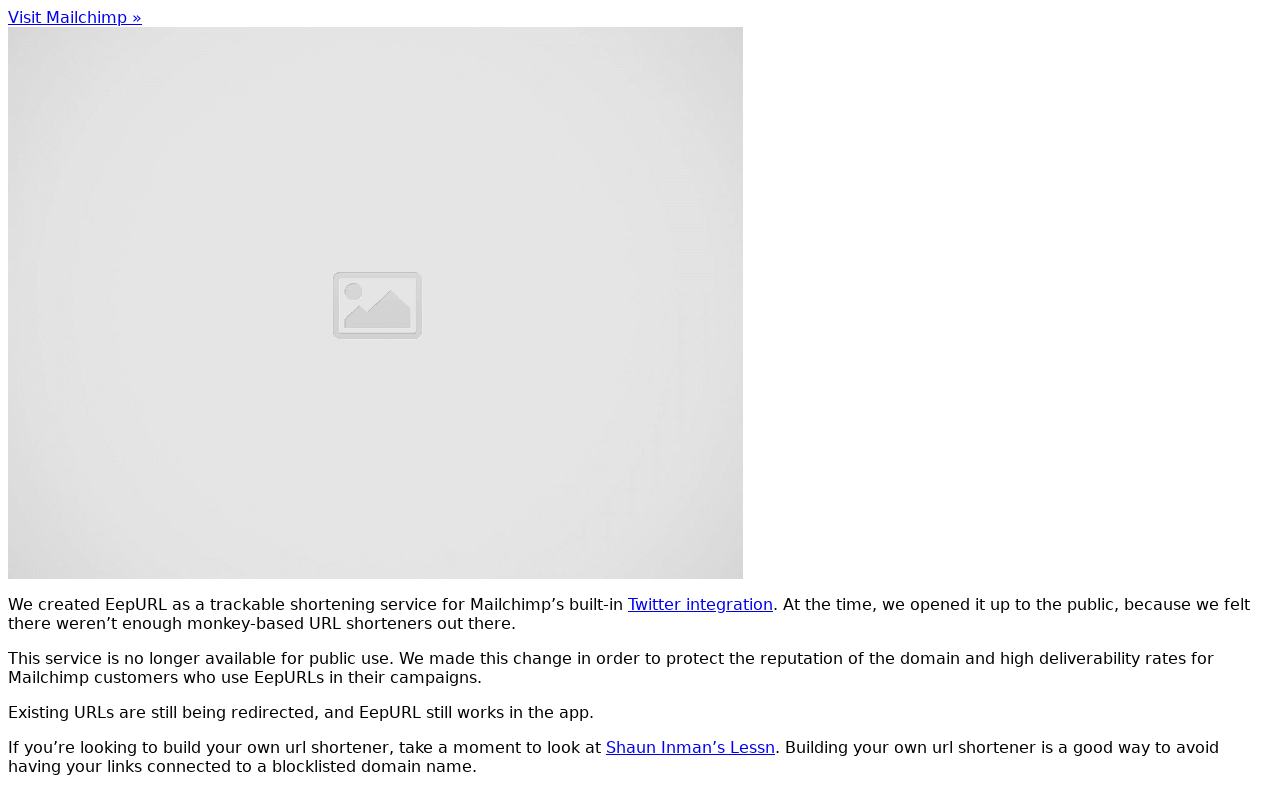 Visit Mailchimp »
We created EepURL as a trackable shortening service for Mailchimp’s built-in Twitter integration. At the time, we opened it up to the public, because we felt
there weren’t enough monkey-based URL shorteners out there.
This service is no longer available for public use. We made this change in order to protect the reputation of the domain and high deliverability rates for
Mailchimp customers who use EepURLs in their campaigns.
Existing URLs are still being redirected, and EepURL still works in the app.
If you’re looking to build your own url shortener, take a moment to look at Shaun Inman’s Lessn. Building your own url shortener is a good way to avoid
having your links connected to a blocklisted domain name.